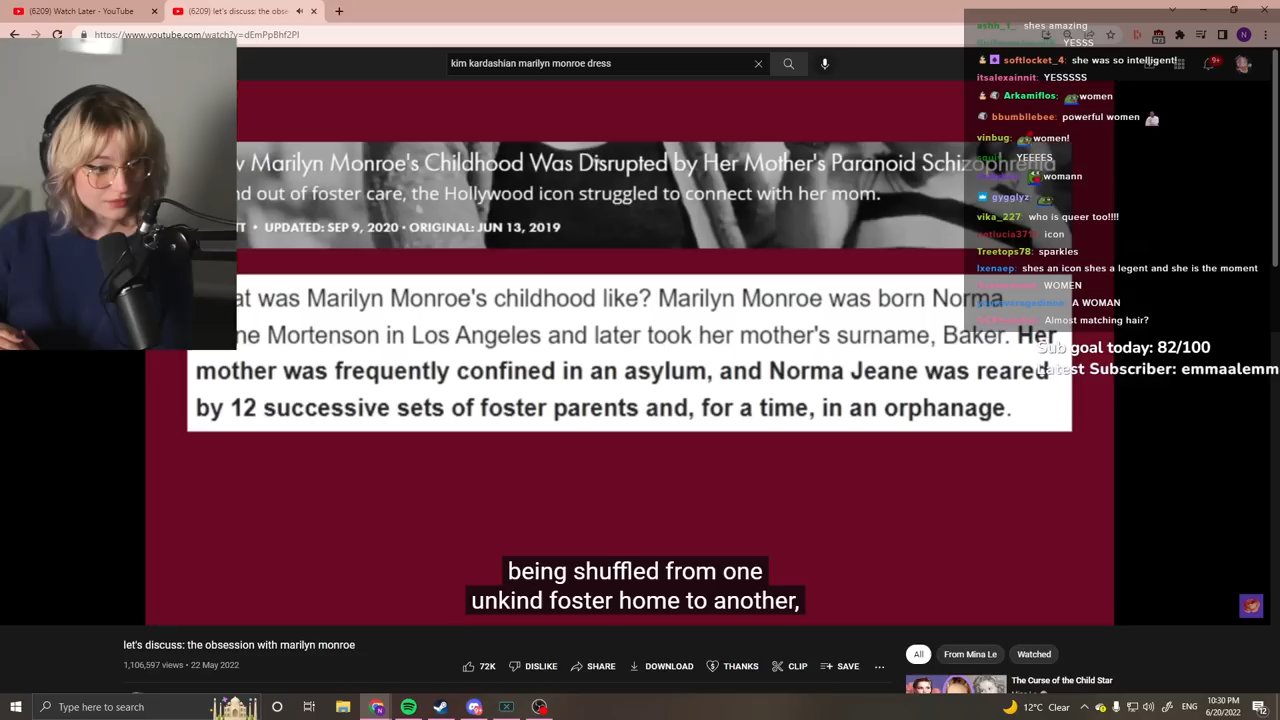 (6209) Watch Later - YouTube
(6209) let's discuss: the obse
https://www.youtube.com/watch?v=dEmPpBhf2PI
kim kardashian marilyn monroe dress
673
N
9+
ashh_1_ shes amazing
YESSS
softlocket_4: she was so intelligent!
itsalexainnit: YESSSSS
Arkamiflos: women
bbumbllebee: powerful women
vinbug: women!
squit: YEEEES
womann
gygglyz:
vika_227: who is queer too!!!!
icon
Treetops78: sparkles
lxenaep: shes an icon shes a legent and she is the moment
WOMEN
A WOMAN
Almost matching hair?
Sub goal today: 82/100
Latest Subscriber: emmaalemm
y Marilyn Monroe's Childhood Was Disrupted by Her Mother's Paranoid Schizophrenia
nd out of foster care, the Hollywood icon struggled to connect with her mom.
TT • UPDATED: SEP 9, 2020 • ORIGINAL: JUN 13, 2019
at was Marilyn Monroe's childhood like? Marilyn Monroe was born Norma
ne Mortenson in Los Angeles and later took her mother's surname, Baker. Her
mother was frequently confined in an asylum, and Norma Jeane was reared
by 12 successive sets of foster parents and, for a time, in an orphanage.
being shuffled from one
unkind foster home to another,
let's discuss: the obsession with marilyn monroe
1,106,597 views • 22 May 2022
72K DISLIKE SHARE DOWNLOAD THANKS CLIP SAVE
All From Mina Le Watched
The Curse of the Child Star
Type here to search
12°C Clear
ENG
10:30 PM
6/20/2022
12